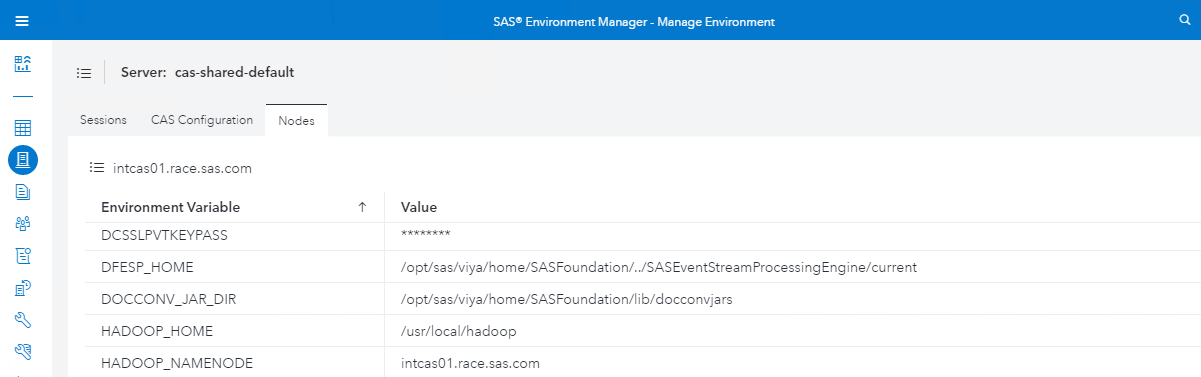 SAS® Environment Manager - Manage Environment
Server: cas-shared-default
Sessions CAS Configuration Nodes
intcas01.race.sas.com
Environment Variable Value
DCSSLPVTKEYPASS ********
DFESP_HOME /opt/sas/viya/home/SASFoundation/../SASEventStreamProcessingEngine/current
DOCCONV_JAR_DIR /opt/sas/viya/home/SASFoundation/lib/docconvjars
HADOOP_HOME /usr/local/hadoop
HADOOP_NAMENODE intcas01.race.sas.com